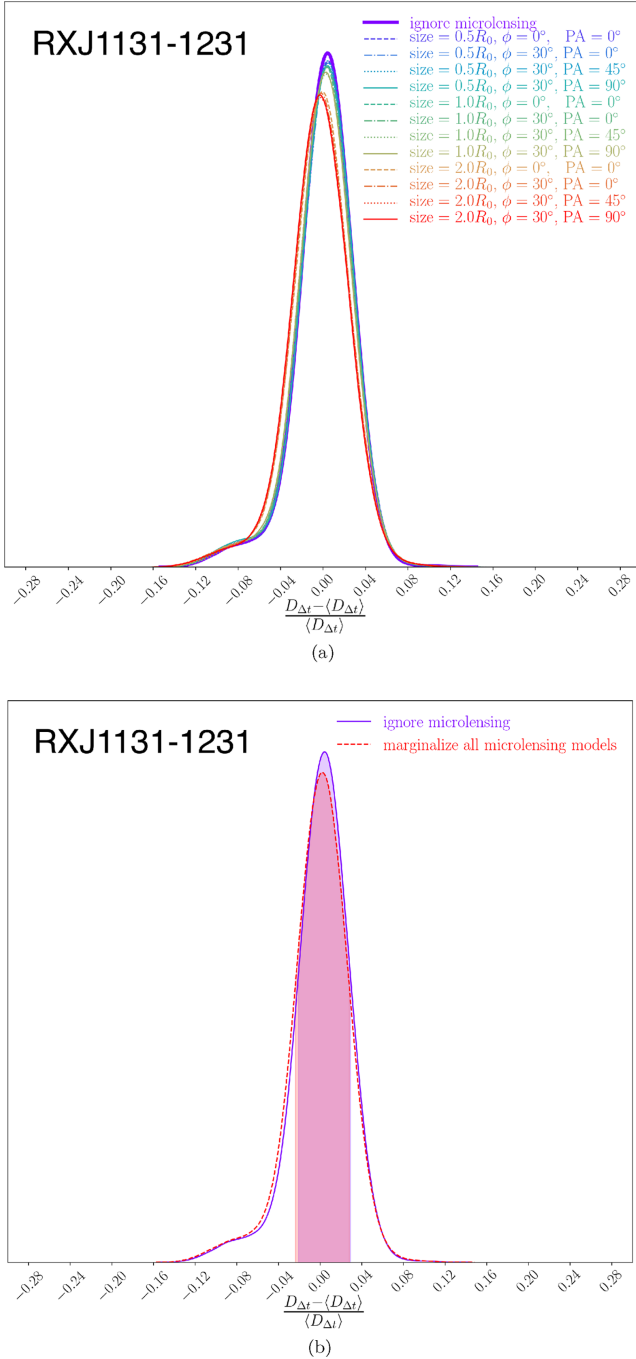 RXJ1131-1231
ignore microlensing
size = 0.5R₀, ϕ = 0°, PA = 0°
size = 0.5R₀, ϕ = 30°, PA = 0°
size = 0.5R₀, ϕ = 30°, PA = 45°
size = 0.5R₀, ϕ = 30°, PA = 90°
size = 1.0R₀, ϕ = 0°, PA = 0°
size = 1.0R₀, ϕ = 30°, PA = 0°
size = 1.0R₀, ϕ = 30°, PA = 45°
size = 1.0R₀, ϕ = 30°, PA = 90°
size = 2.0R₀, ϕ = 0°, PA = 0°
size = 2.0R₀, ϕ = 30°, PA = 0°
size = 2.0R₀, ϕ = 30°, PA = 45°
size = 2.0R₀, ϕ = 30°, PA = 90°
−0.28 −0.24 −0.20 −0.16 −0.12 −0.08 −0.04 0.00 0.04 0.08 0.12 0.16 0.20 0.24 0.28
D_Δt−⟨D_Δt⟩
⟨D_Δt⟩
(a)
RXJ1131-1231
ignore microlensing
marginalize all microlensing models
−0.28 −0.24 −0.20 −0.16 −0.12 −0.08 −0.04 0.00 0.04 0.08 0.12 0.16 0.20 0.24 0.28
D_Δt−⟨D_Δt⟩
⟨D_Δt⟩
(b)